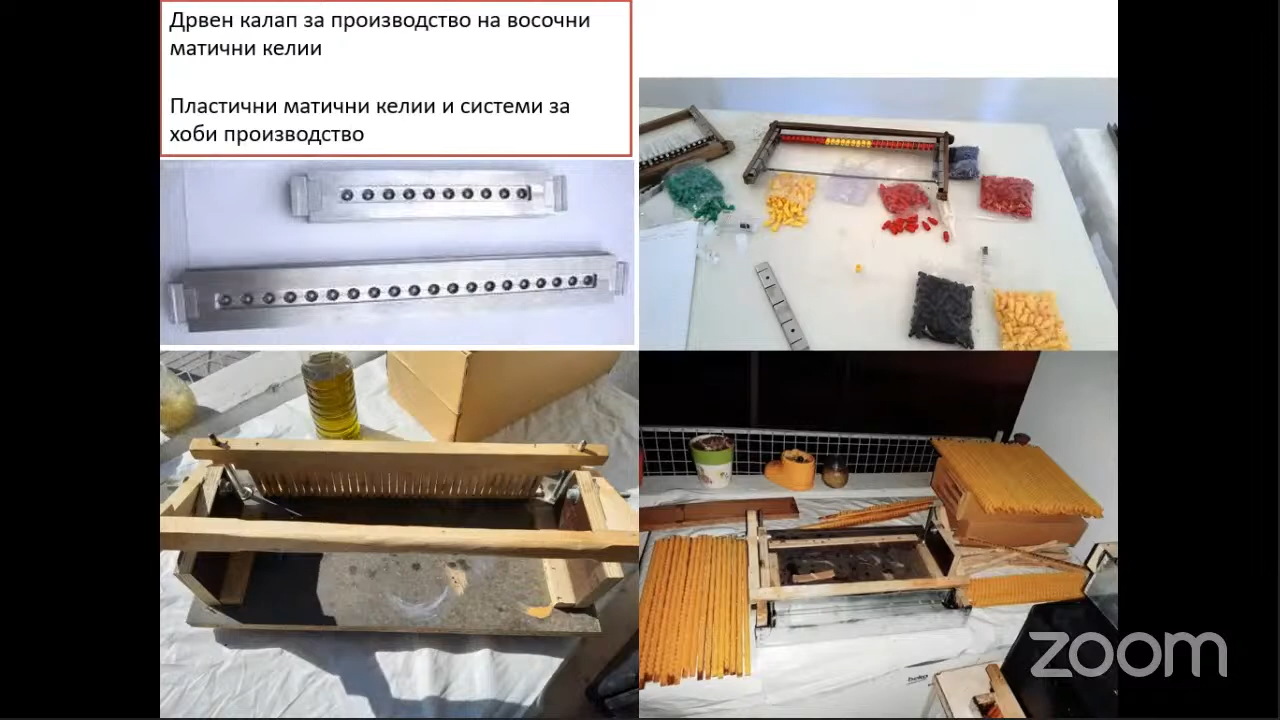 Дрвен калап за производство на восочни
матични келии
Пластични матични келии и системи за
хоби производство
zoom